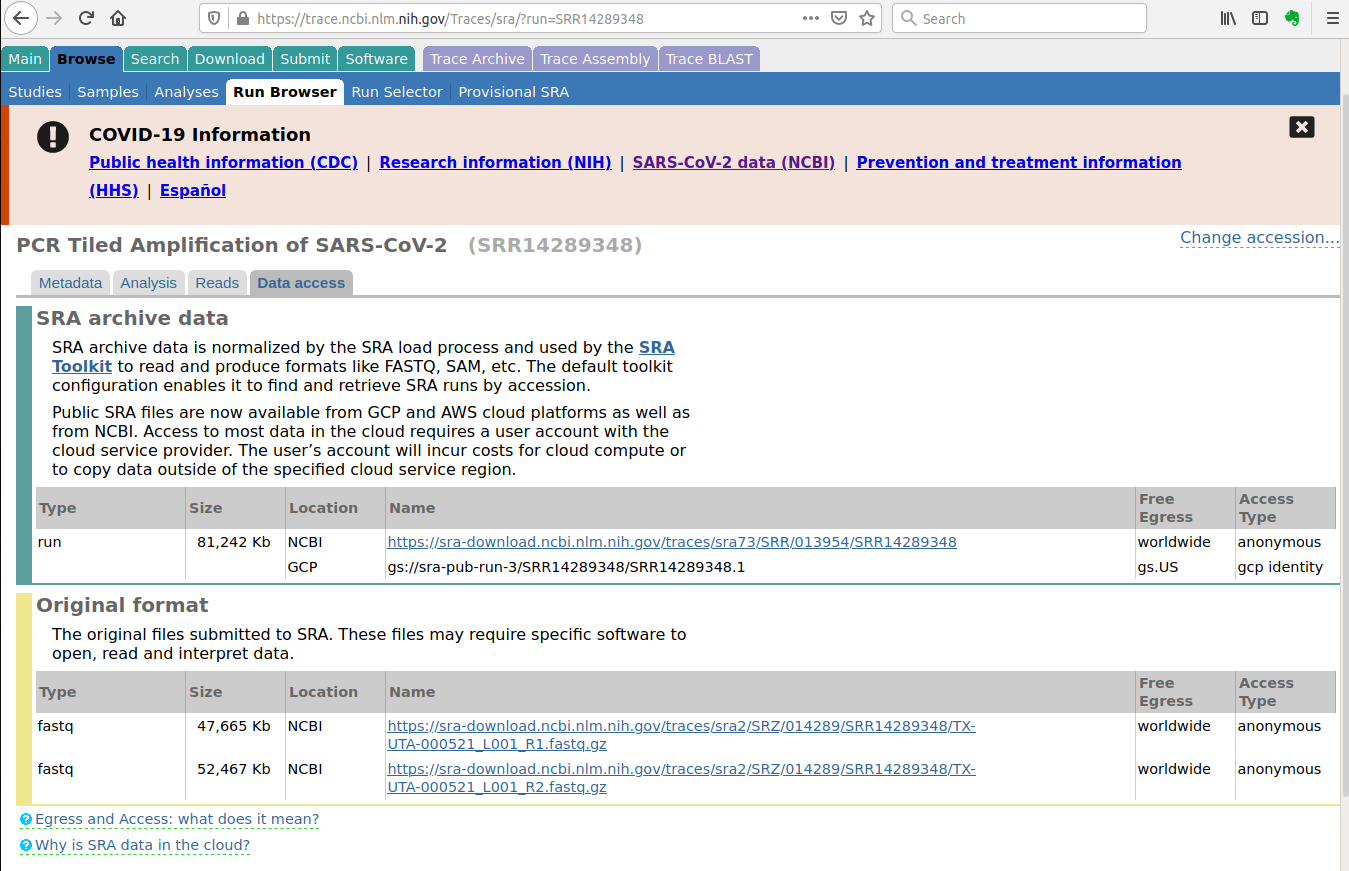 https://trace.ncbi.nlm.nih.gov/Traces/sra/?run=SRR14289348
Search
Main Browse Search Download Submit Software Trace Archive Trace Assembly Trace BLAST
Studies Samples Analyses Run Browser Run Selector Provisional SRA
COVID-19 Information
Public health information (CDC) | Research information (NIH) | SARS-CoV-2 data (NCBI) | Prevention and treatment information
(HHS) | Español
PCR Tiled Amplification of SARS-CoV-2 (SRR14289348)
Change accession...
Metadata Analysis Reads Data access
SRA archive data
SRA archive data is normalized by the SRA load process and used by the SRA
Toolkit to read and produce formats like FASTQ, SAM, etc. The default toolkit
configuration enables it to find and retrieve SRA runs by accession.
Public SRA files are now available from GCP and AWS cloud platforms as well as
from NCBI. Access to most data in the cloud requires a user account with the
cloud service provider. The user’s account will incur costs for cloud compute or
to copy data outside of the specified cloud service region.
Type Size Location Name Free Egress Access Type
run 81,242 Kb NCBI https://sra-download.ncbi.nlm.nih.gov/traces/sra73/SRR/013954/SRR14289348 worldwide anonymous
GCP gs://sra-pub-run-3/SRR14289348/SRR14289348.1 gs.US gcp identity
Original format
The original files submitted to SRA. These files may require specific software to
open, read and interpret data.
Type Size Location Name Free Egress Access Type
fastq 47,665 Kb NCBI https://sra-download.ncbi.nlm.nih.gov/traces/sra2/SRZ/014289/SRR14289348/TX- worldwide anonymous
UTA-000521_L001_R1.fastq.gz
fastq 52,467 Kb NCBI https://sra-download.ncbi.nlm.nih.gov/traces/sra2/SRZ/014289/SRR14289348/TX- worldwide anonymous
UTA-000521_L001_R2.fastq.gz
Egress and Access: what does it mean?
Why is SRA data in the cloud?